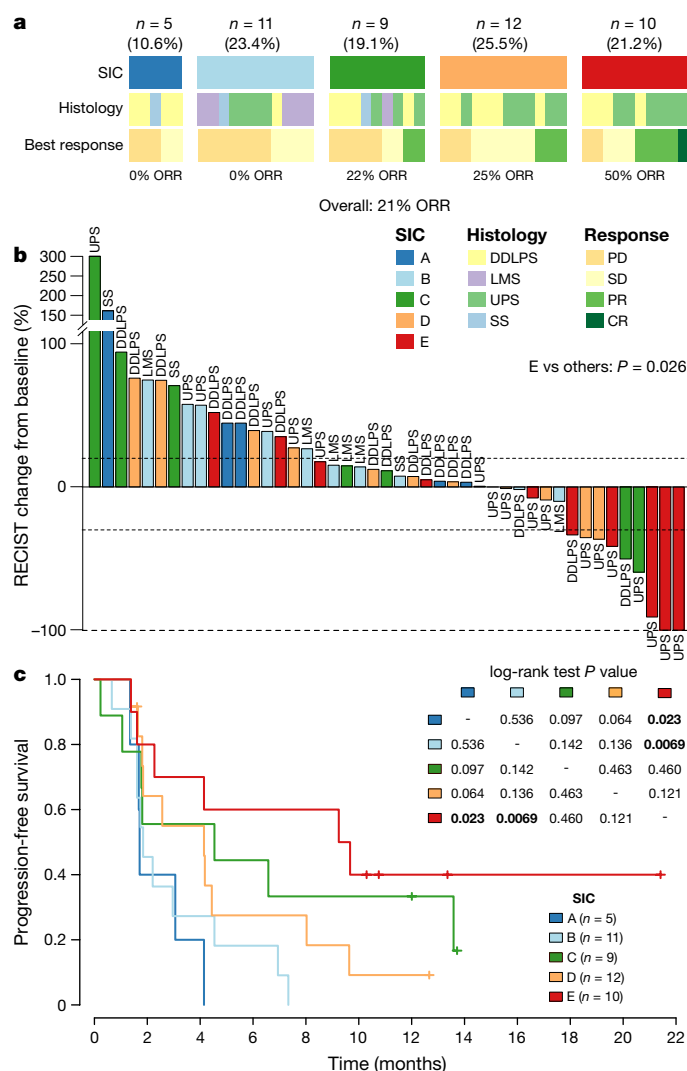 a
n = 5 n = 11 n = 9 n = 12 n = 10
(10.6%) (23.4%) (19.1%) (25.5%) (21.2%)
SIC
Histology
Best response
0% ORR 0% ORR 22% ORR 25% ORR 50% ORR
Overall: 21% ORR
b
SIC Histology Response
A DDLPS PD
B LMS SD
C UPS PR
D SS CR
E
E vs others: P = 0.026
RECIST change from baseline (%)
300
250
200
150
100
0
−100
UPS
SS
DDLPS
DDLPS
LMS
DDLPS
SS
UPS
UPS
DDLPS
DDLPS
DDLPS
DDLPS
UPS
DDLPS
UPS
LMS
UPS
LMS
LMS
LMS
DDLPS
DDLPS
SS
DDLPS
DDLPS
DDLPS
DDLPS
DDLPS
UPS
UPS
UPS
DDLPS
UPS
UPS
LMS
DDLPS
UPS
UPS
UPS
DDLPS
UPS
UPS
UPS
UPS
c
log-rank test P value
- 0.536 0.097 0.064 0.023
0.536 - 0.142 0.136 0.0069
0.097 0.142 - 0.463 0.460
0.064 0.136 0.463 - 0.121
0.023 0.0069 0.460 0.121 -
Progression-free survival
1.0
0.8
0.6
0.4
0.2
0
SIC
A (n = 5)
B (n = 11)
C (n = 9)
D (n = 12)
E (n = 10)
0 2 4 6 8 10 12 14 16 18 20 22
Time (months)